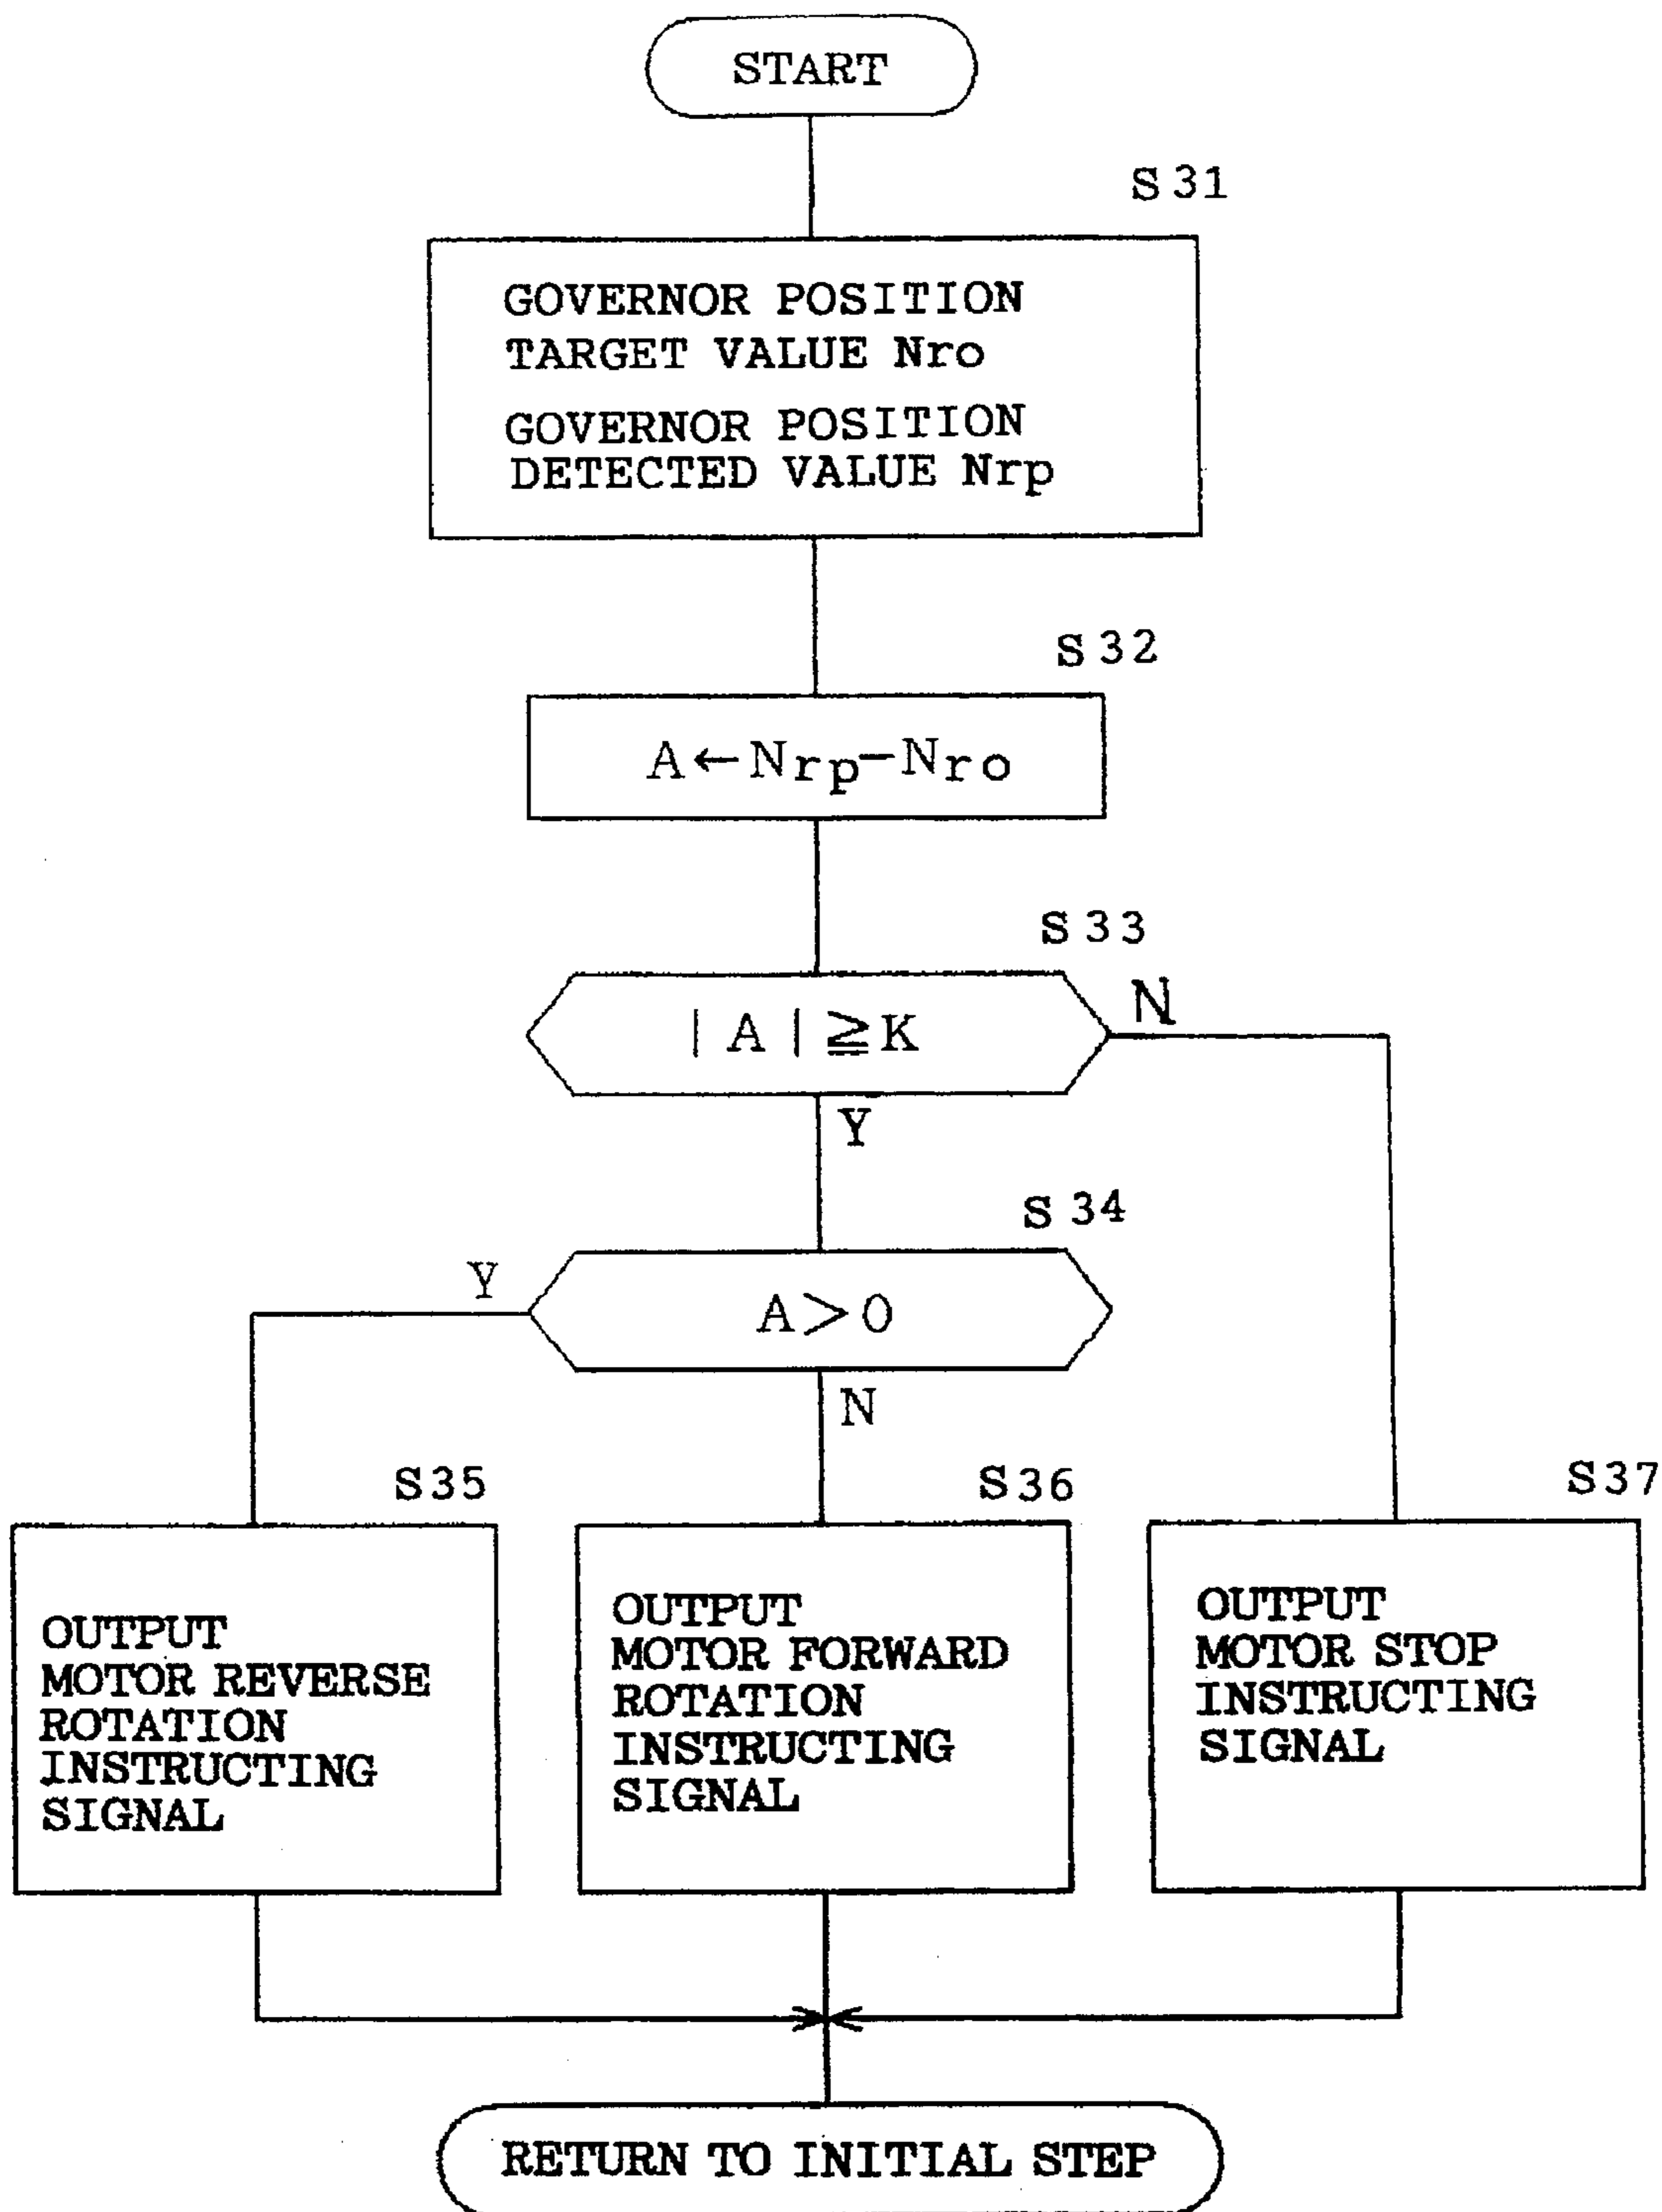 START
S31
GOVERNOR POSITION
TARGET VALUE Nro
GOVERNOR POSITION
DETECTED VALUE Nrp
S32
A←Nrp−Nro
S33
| A | ≧K
N
Y
S34
A>0
Y
N
S35
OUTPUT
MOTOR REVERSE
ROTATION
INSTRUCTING
SIGNAL
S36
OUTPUT
MOTOR FORWARD
ROTATION
INSTRUCTING
SIGNAL
S37
OUTPUT
MOTOR STOP
INSTRUCTING
SIGNAL
RETURN TO INITIAL STEP